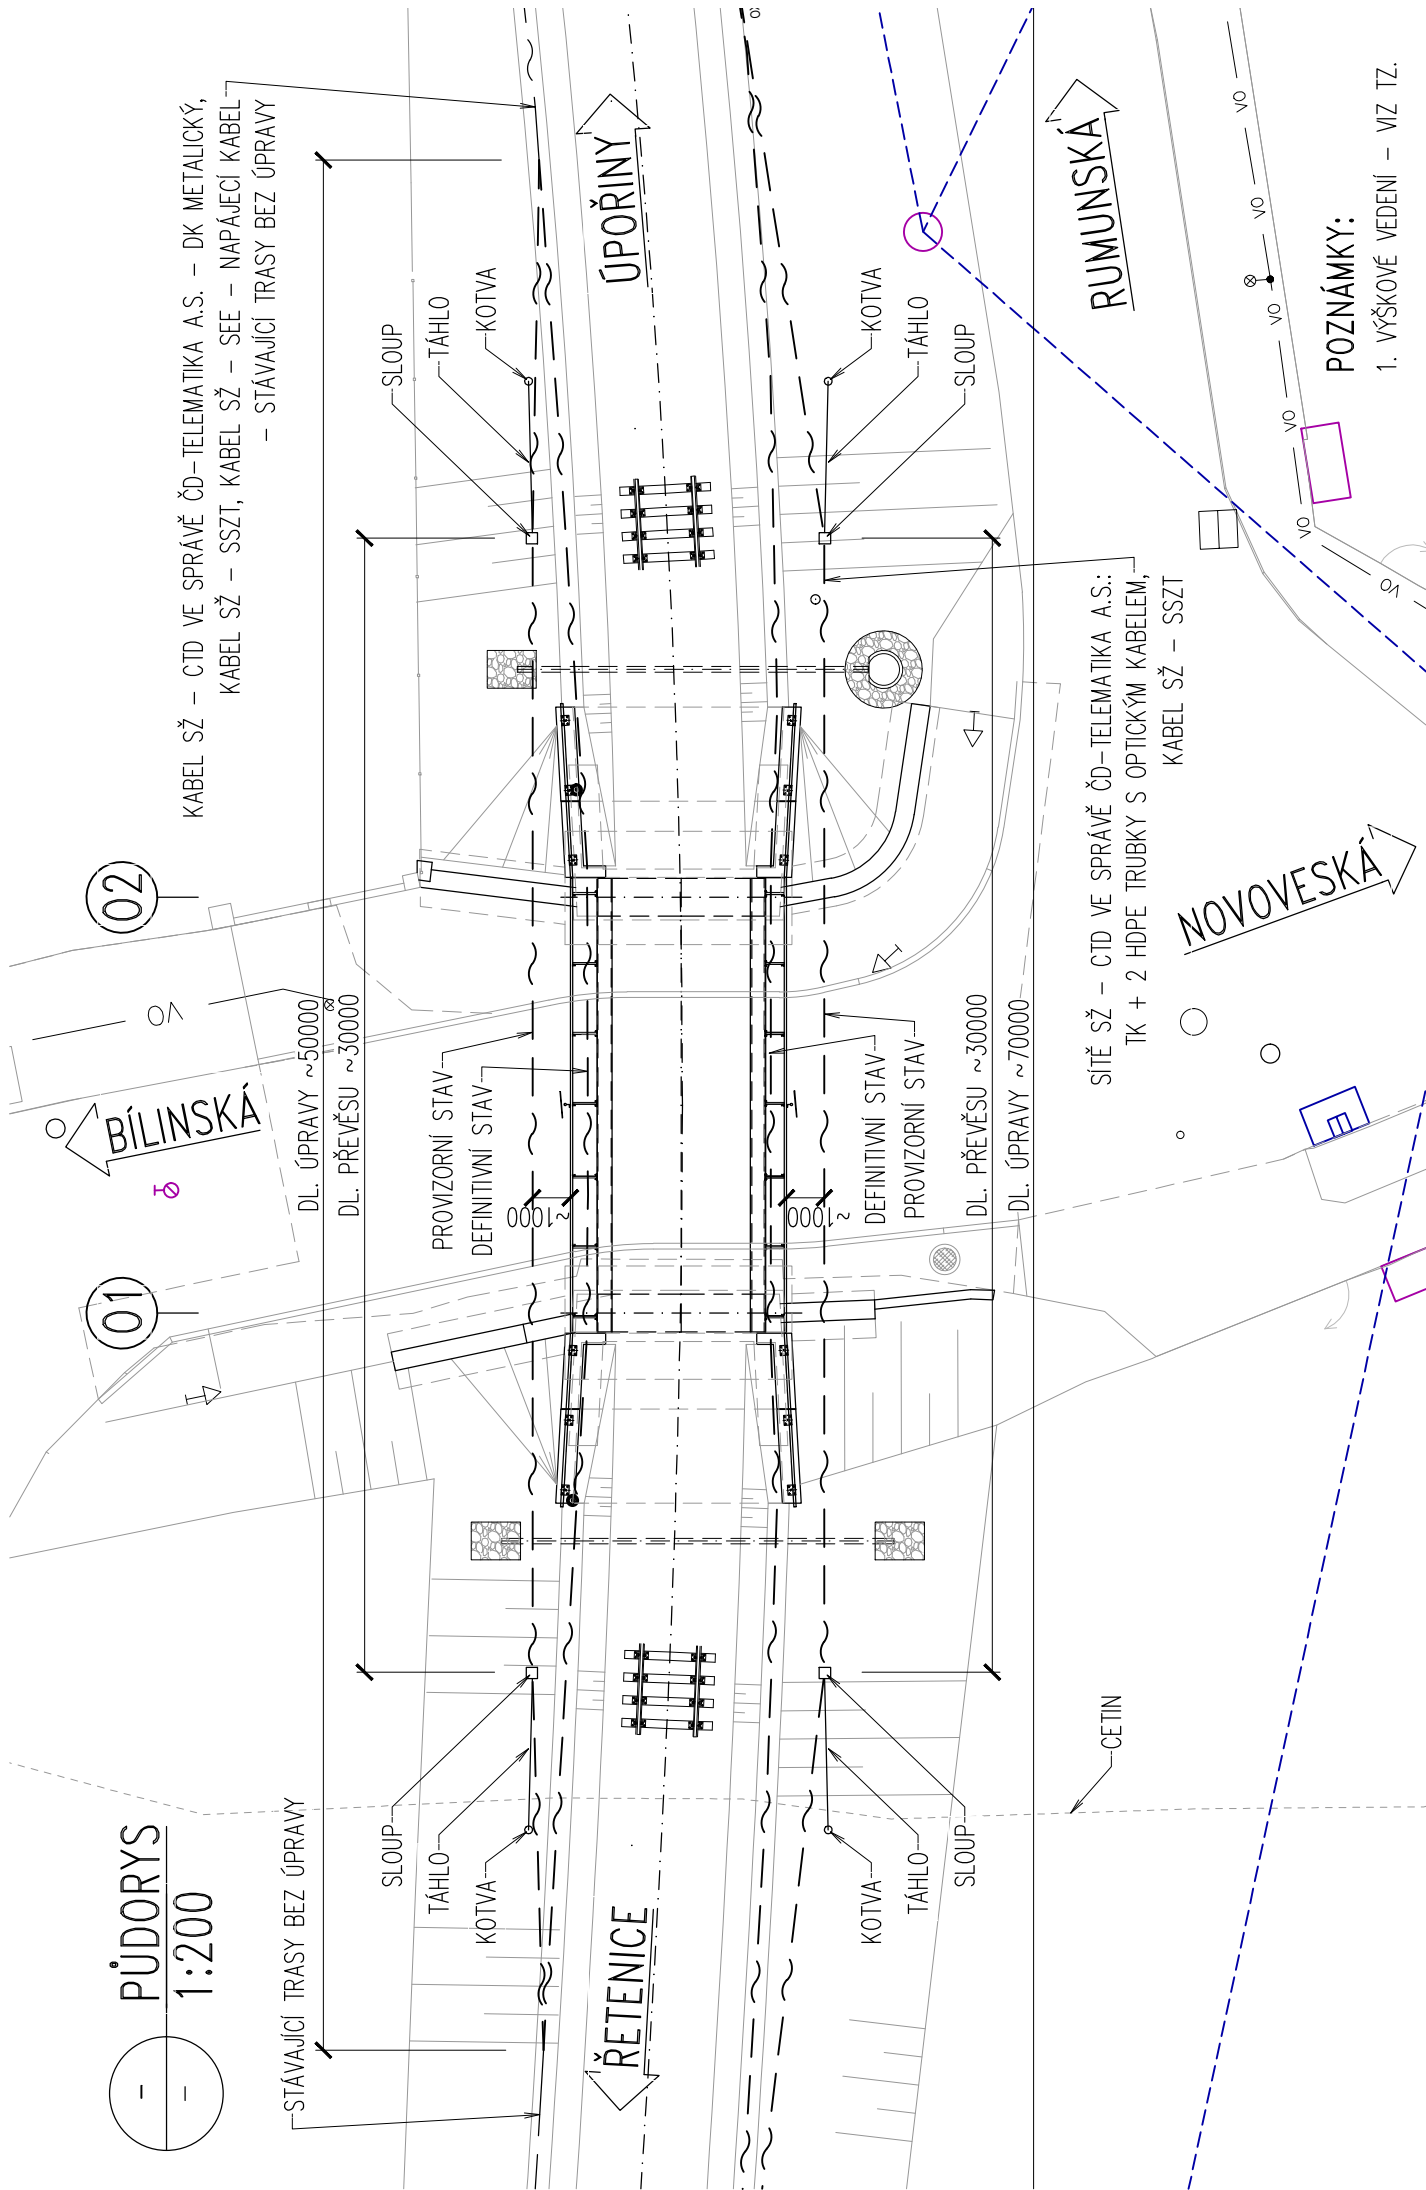 PŮDORYS
1:200
-
-
KABEL SŽ - CTD VE SPRÁVĚ ČD-TELEMATIKA A.S. - DK METALICKÝ,
KABEL SŽ - SSZT, KABEL SŽ - SEE - NAPÁJECÍ KABEL
- STÁVAJÍCÍ TRASY BEZ ÚPRAVY
01
02
VO
BÍLINSKÁ
STÁVAJÍCÍ TRASY BEZ ÚPRAVY
DL. ÚPRAVY ~50000
DL. PŘEVĚSU ~30000
SLOUP
TÁHLO
KOTVA
SLOUP
TÁHLO
KOTVA
PROVIZORNÍ STAV
DEFINITIVNÍ STAV
~1000
ŘETENICE
ÚPOŘINY
~1000
DEFINITIVNÍ STAV
PROVIZORNÍ STAV
KOTVA
TÁHLO
SLOUP
KOTVA
TÁHLO
SLOUP
DL. PŘEVĚSU ~30000
DL. ÚPRAVY ~70000
CETIN
SÍTĚ SŽ - CTD VE SPRÁVĚ ČD-TELEMATIKA A.S.:
TK + 2 HDPE TRUBKY S OPTICKÝM KABELEM,
KABEL SŽ - SSZT
NOVOVESKÁ
RUMUNSKÁ
VO
VO
VO
VO
VO
VO
VO
POZNÁMKY:
1. VÝŠKOVÉ VEDENÍ - VIZ TZ.